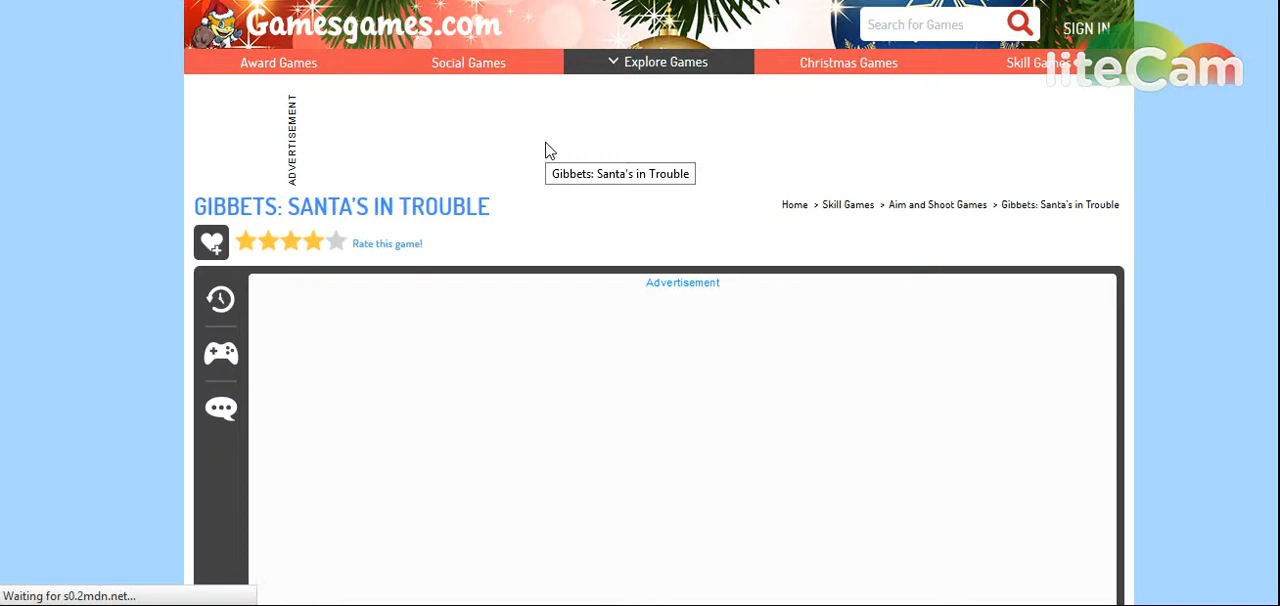 Gamesgames.com
Search for Games
SIGN IN
liteCam
Award Games
Social Games
Explore Games
Christmas Games
Skill Games
ADVERTISEMENT
Gibbets: Santa's in Trouble
GIBBETS: SANTA'S IN TROUBLE
Home > Skill Games > Aim and Shoot Games > Gibbets: Santa's in Trouble
Rate this game!
Advertisement
Waiting for s0.2mdn.net...